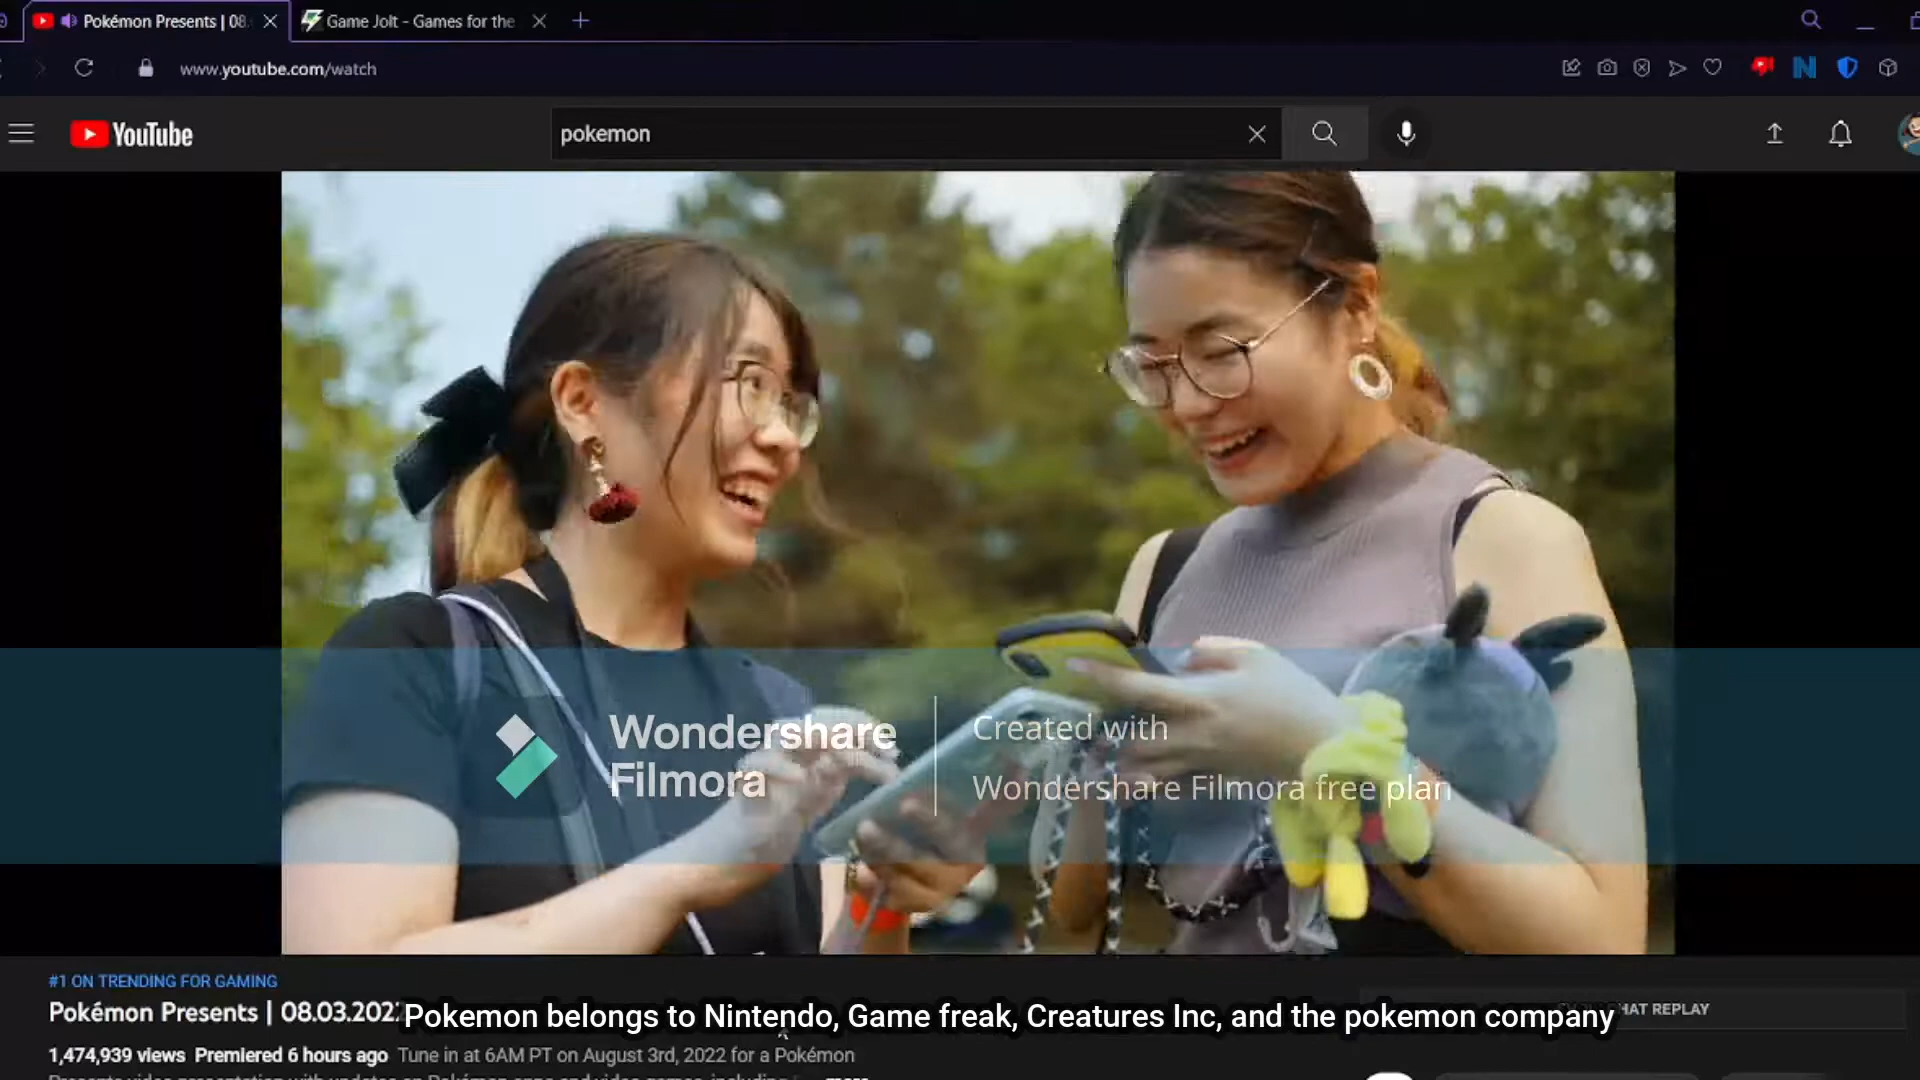 Pokémon Presents | 08.
Game Jolt - Games for the
www.youtube.com/watch
YouTube
pokemon
Wondershare
Filmora
Created with
Wondershare Filmora free plan
#1 ON TRENDING FOR GAMING
Pokémon Presents | 08.03.2022
Pokemon belongs to Nintendo, Game freak, Creatures Inc, and the pokemon company
HAT REPLAY
1,474,939 views Premiered 6 hours ago Tune in at 6AM PT on August 3rd, 2022 for a Pokémon